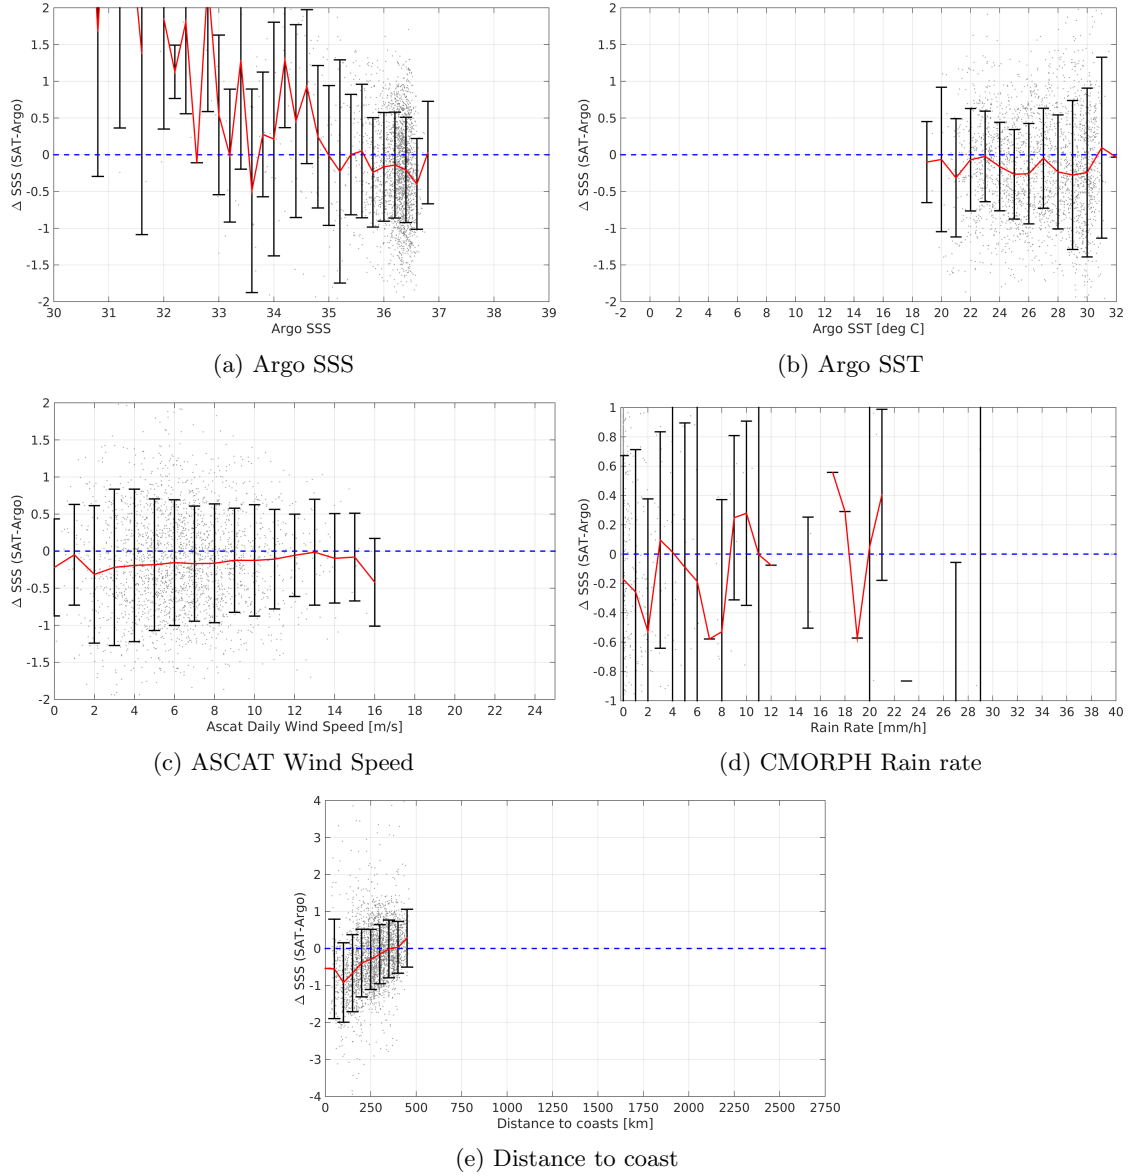 2
1.5
1
0.5
0
-0.5
-1
-1.5
-2
Δ SSS (SAT-Argo)
30 31 32 33 34 35 36 37 38 39
Argo SSS
(a) Argo SSS
2
1.5
1
0.5
0
-0.5
-1
-1.5
-2
Δ SSS (SAT-Argo)
-2 0 2 4 6 8 10 12 14 16 18 20 22 24 26 28 30 32
Argo SST [deg C]
(b) Argo SST
2
1.5
1
0.5
0
-0.5
-1
-1.5
-2
Δ SSS (SAT-Argo)
0 2 4 6 8 10 12 14 16 18 20 22 24
Ascat Daily Wind Speed [m/s]
(c) ASCAT Wind Speed
1
0.8
0.6
0.4
0.2
0
-0.2
-0.4
-0.6
-0.8
-1
Δ SSS (SAT-Argo)
0 2 4 6 8 10 12 14 16 18 20 22 24 26 28 30 32 34 36 38 40
Rain Rate [mm/h]
(d) CMORPH Rain rate
4
3
2
1
0
-1
-2
-3
-4
Δ SSS (SAT-Argo)
0 250 500 750 1000 1250 1500 1750 2000 2250 2500 2750
Distance to coasts [km]
(e) Distance to coast